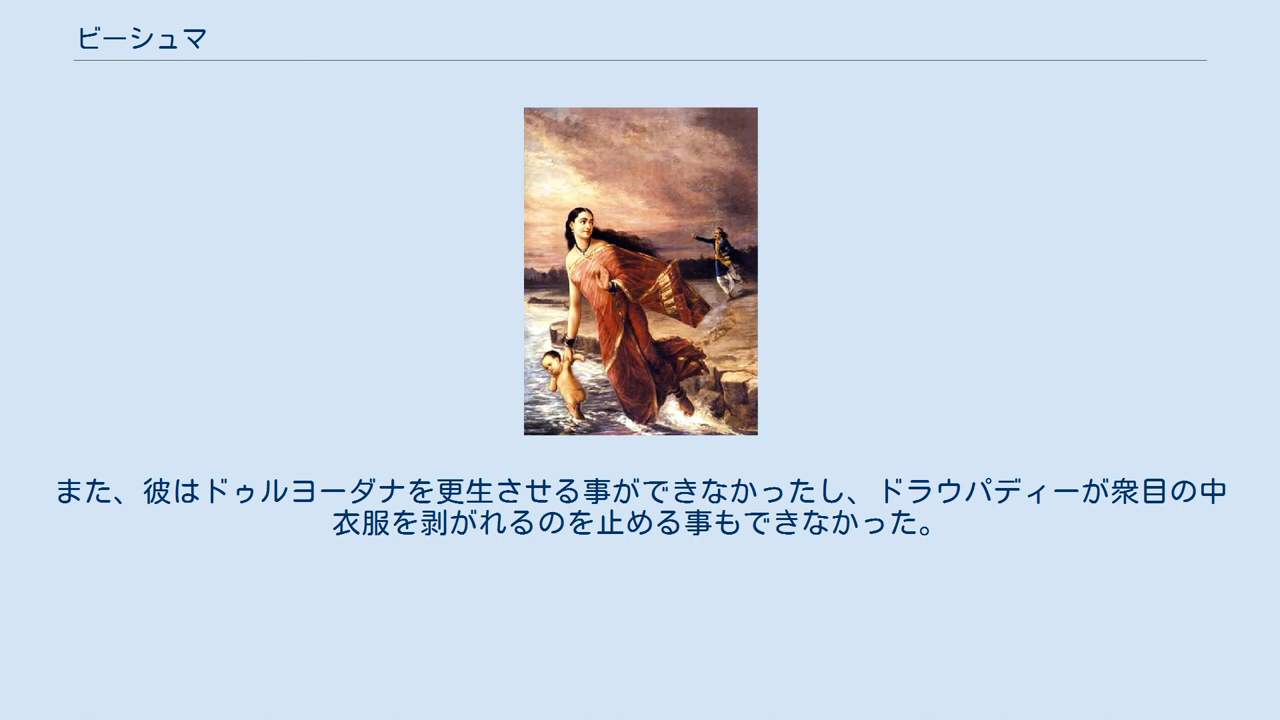 ビーシュマ
また、彼はドゥルヨーダナを更生させる事ができなかったし、ドラウパディーが衆目の中
衣服を剥がれるのを止める事もできなかった。